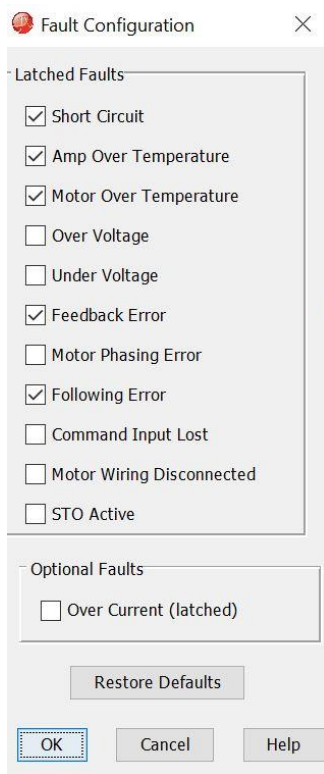 Fault Configuration
Latched Faults
Short Circuit
Amp Over Temperature
Motor Over Temperature
Over Voltage
Under Voltage
Feedback Error
Motor Phasing Error
Following Error
Command Input Lost
Motor Wiring Disconnected
STO Active
Optional Faults
Over Current (latched)
Restore Defaults
OK Cancel Help